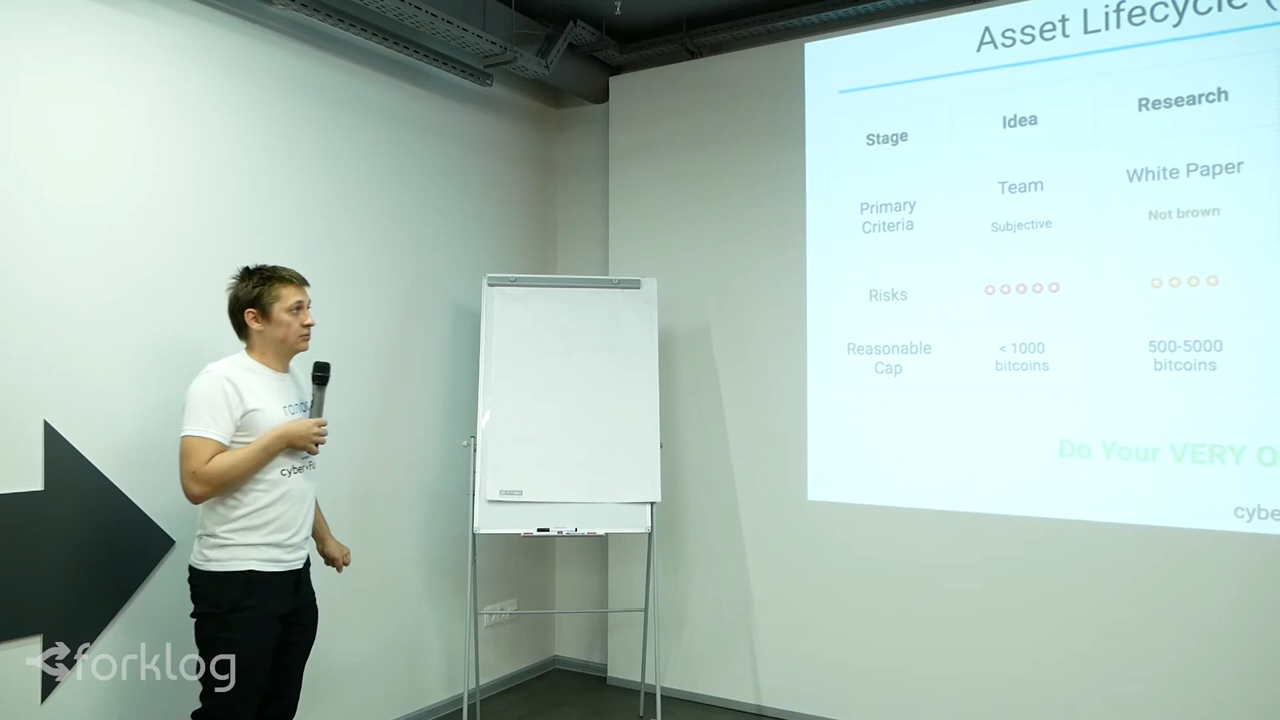 Asset Lifecycle (
Stage
Idea
Research
Primary
Criteria
Team
Subjective
White Paper
Not brown
Risks
Reasonable
Cap
< 1000
bitcoins
500-5000
bitcoins
Do Your VERY O
cybe
forklog